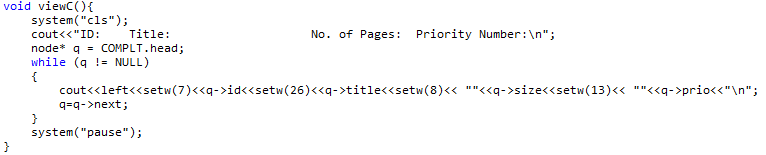 void viewC(){
    system("cls");
    cout<<"ID:    Title:                    No. of Pages:  Priority Number:\n";
    node* q = COMPLT.head;
    while (q != NULL)
    {
        cout<<left<<setw(7)<<q->id<<setw(26)<<q->title<<setw(8)<< ""<<q->size<<setw(13)<< ""<<q->prio<<"\n";
        q=q->next;
    }
    system("pause");
}